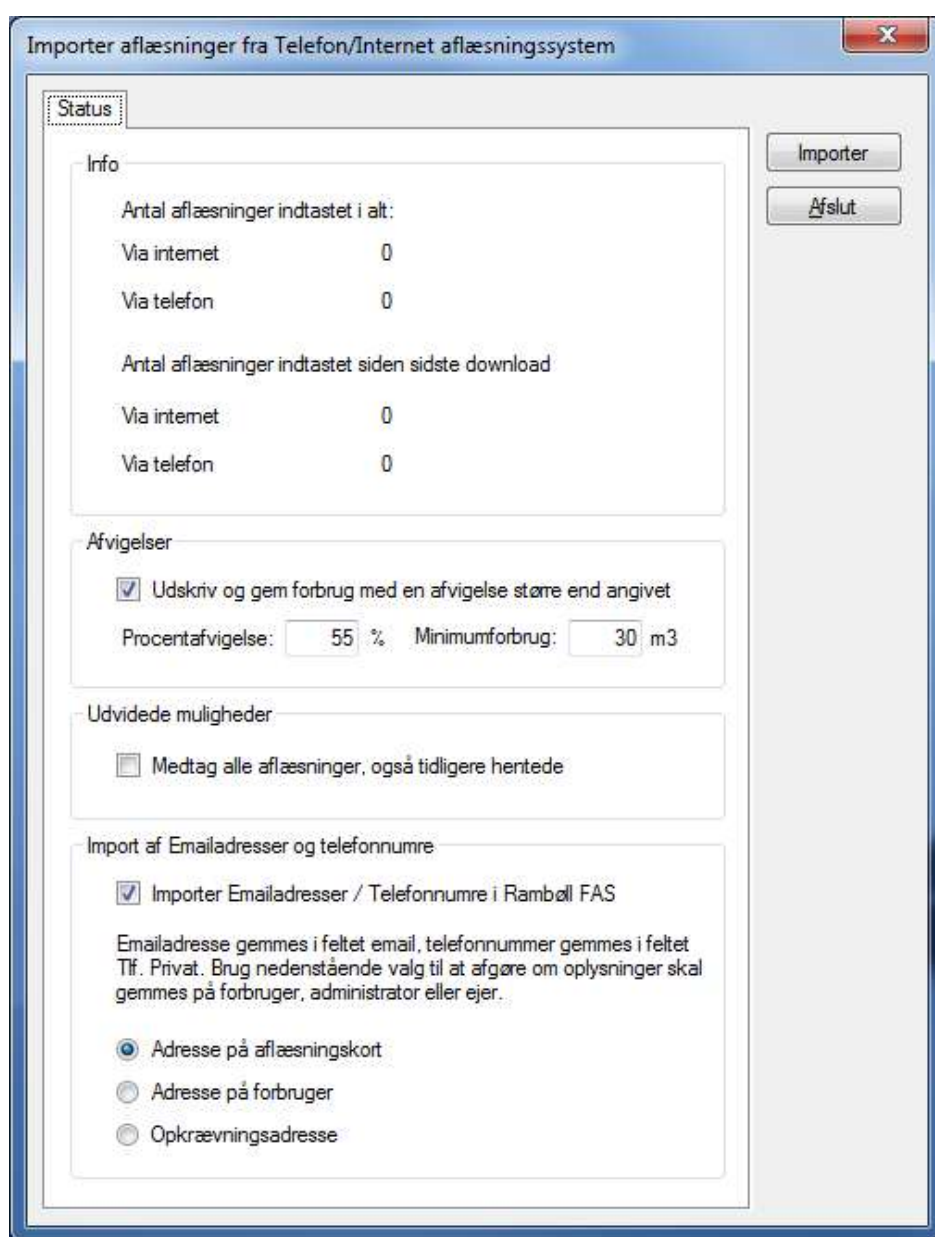 Importer aflæsninger fra Telefon/Internet aflæsningssystem
Status
Importer
Afslut
Info
Antal aflæsninger indtastet i alt:
Via internet 0
Via telefon 0
Antal aflæsninger indtastet siden sidste download
Via internet 0
Via telefon 0
Afvigelser
Udskriv og gem forbrug med en afvigelse større end angivet
Procentafvigelse: 55 % Minimumforbrug: 30 m3
Udvidede muligheder
Medtag alle aflæsninger, også tidligere hentede
Import af Emailadresser og telefonnumre
Importer Emailadresser / Telefonnumre i Rambøll FAS
Emailadresse gemmes i feltet email, telefonnummer gemmes i feltet
Tlf. Privat. Brug nedenstående valg til at afgøre om oplysninger skal
gemmes på forbruger, administrator eller ejer.
Adresse på aflæsningskort
Adresse på forbruger
Opkrævningsadresse